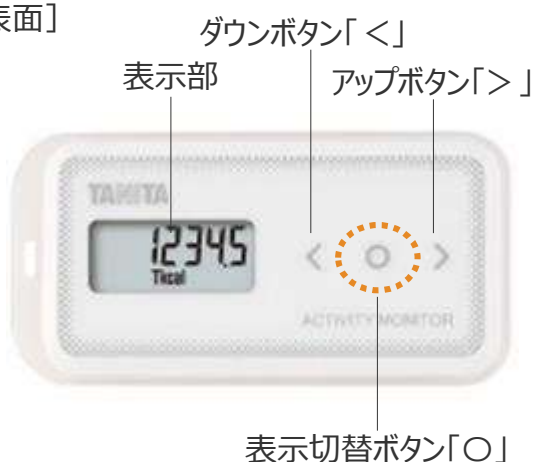 表面]
ダウンボタン「＜」
表示部
アップボタン「＞」
TANITA
12345
Tkcal
ACTIVITY MONITOR
表示切替ボタン「○」